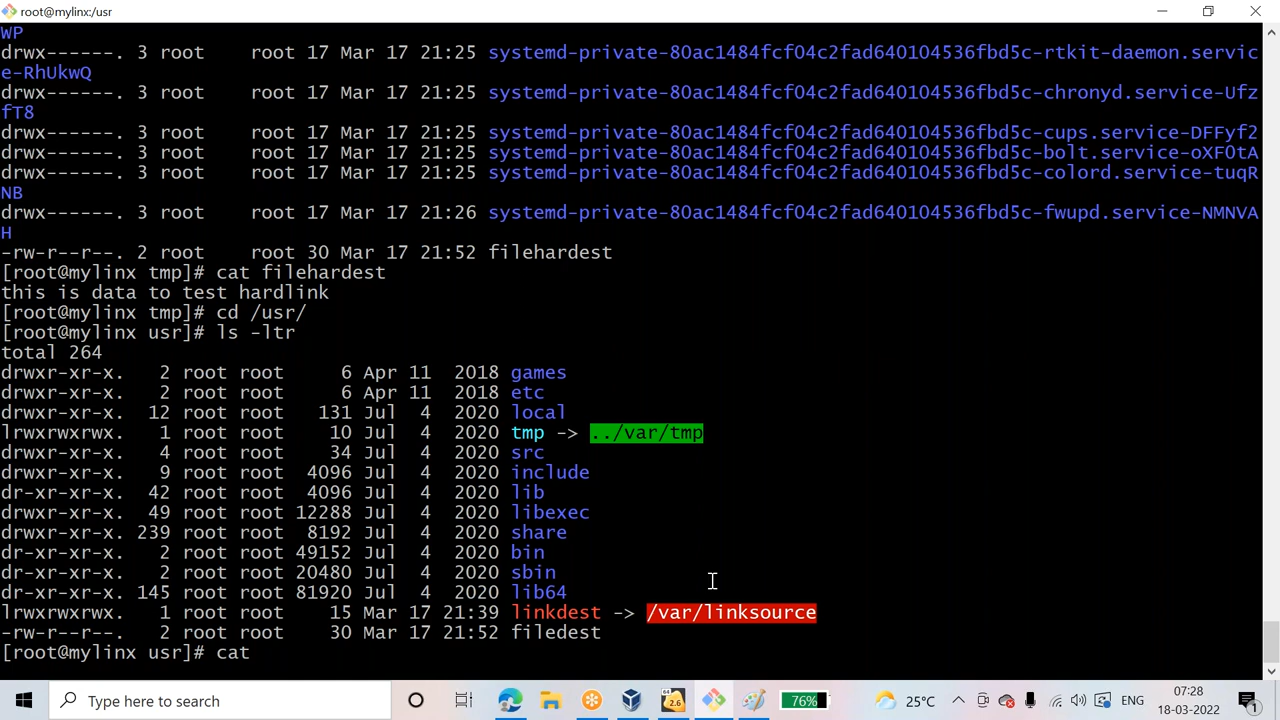 root@mylinx:/usr
WP
drwx------. 3 root    root 17 Mar 17 21:25 systemd-private-80ac1484fcf04c2fad640104536fbd5c-rtkit-daemon.servic
e-RhUkwQ
drwx------. 3 root    root 17 Mar 17 21:25 systemd-private-80ac1484fcf04c2fad640104536fbd5c-chronyd.service-Ufz
fT8
drwx------. 3 root    root 17 Mar 17 21:25 systemd-private-80ac1484fcf04c2fad640104536fbd5c-cups.service-DFFyf2
drwx------. 3 root    root 17 Mar 17 21:25 systemd-private-80ac1484fcf04c2fad640104536fbd5c-bolt.service-oXF0tA
drwx------. 3 root    root 17 Mar 17 21:25 systemd-private-80ac1484fcf04c2fad640104536fbd5c-colord.service-tuqR
NB
drwx------. 3 root    root 17 Mar 17 21:26 systemd-private-80ac1484fcf04c2fad640104536fbd5c-fwupd.service-NMNVA
H
-rw-r--r--. 2 root    root 30 Mar 17 21:52 filehardest
[root@mylinx tmp]# cat filehardest
this is data to test hardlink
[root@mylinx tmp]# cd /usr/
[root@mylinx usr]# ls -ltr
total 264
drwxr-xr-x.   2 root root     6 Apr 11  2018 games
drwxr-xr-x.   2 root root     6 Apr 11  2018 etc
drwxr-xr-x.  12 root root   131 Jul  4  2020 local
lrwxrwxrwx.   1 root root    10 Jul  4  2020 tmp -> ../var/tmp
drwxr-xr-x.   4 root root    34 Jul  4  2020 src
drwxr-xr-x.   9 root root  4096 Jul  4  2020 include
dr-xr-xr-x.  42 root root  4096 Jul  4  2020 lib
drwxr-xr-x.  49 root root 12288 Jul  4  2020 libexec
drwxr-xr-x. 239 root root  8192 Jul  4  2020 share
dr-xr-xr-x.   2 root root 49152 Jul  4  2020 bin
dr-xr-xr-x.   2 root root 20480 Jul  4  2020 sbin
dr-xr-xr-x. 145 root root 81920 Jul  4  2020 lib64
lrwxrwxrwx.   1 root root    15 Mar 17 21:39 linkdest -> /var/linksource
-rw-r--r--.   2 root root    30 Mar 17 21:52 filedest
[root@mylinx usr]# cat
Type here to search
64
2.6
76%
25°C
ENG
07:28
18-03-2022
1